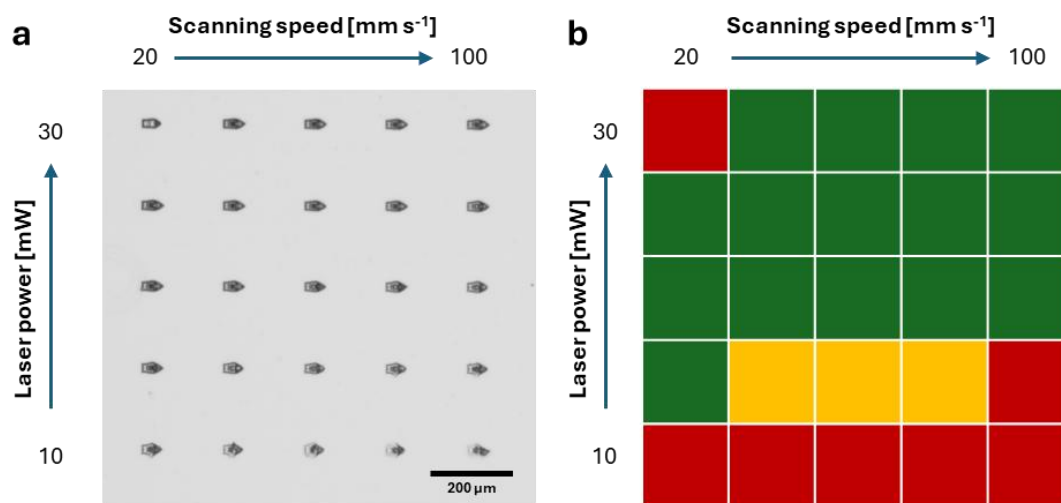 a
Scanning speed [mm s⁻¹]
20
100
30
Laser power [mW]
10
200 µm
b
Scanning speed [mm s⁻¹]
20
100
30
Laser power [mW]
10